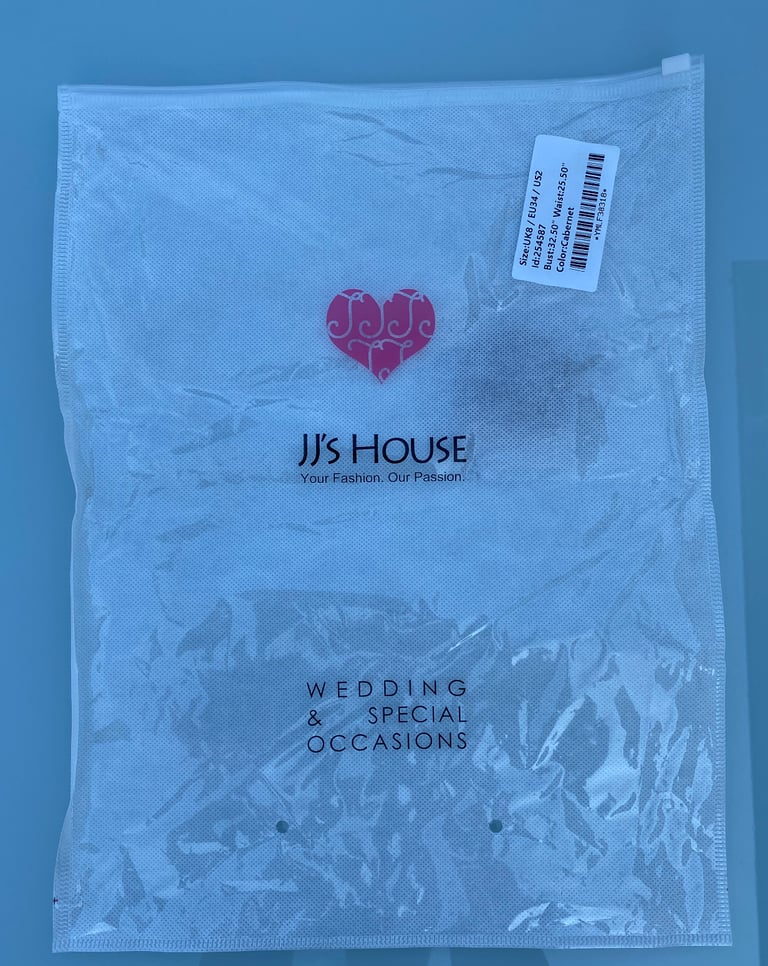 Size:UK8 / EU34 / US2
Id:254587
Bust:32.50" Waist:25.50"
Color:Cabernet
*YMLF38318*
JJ's House
Your Fashion. Our Passion.
WEDDING
& SPECIAL
OCCASIONS